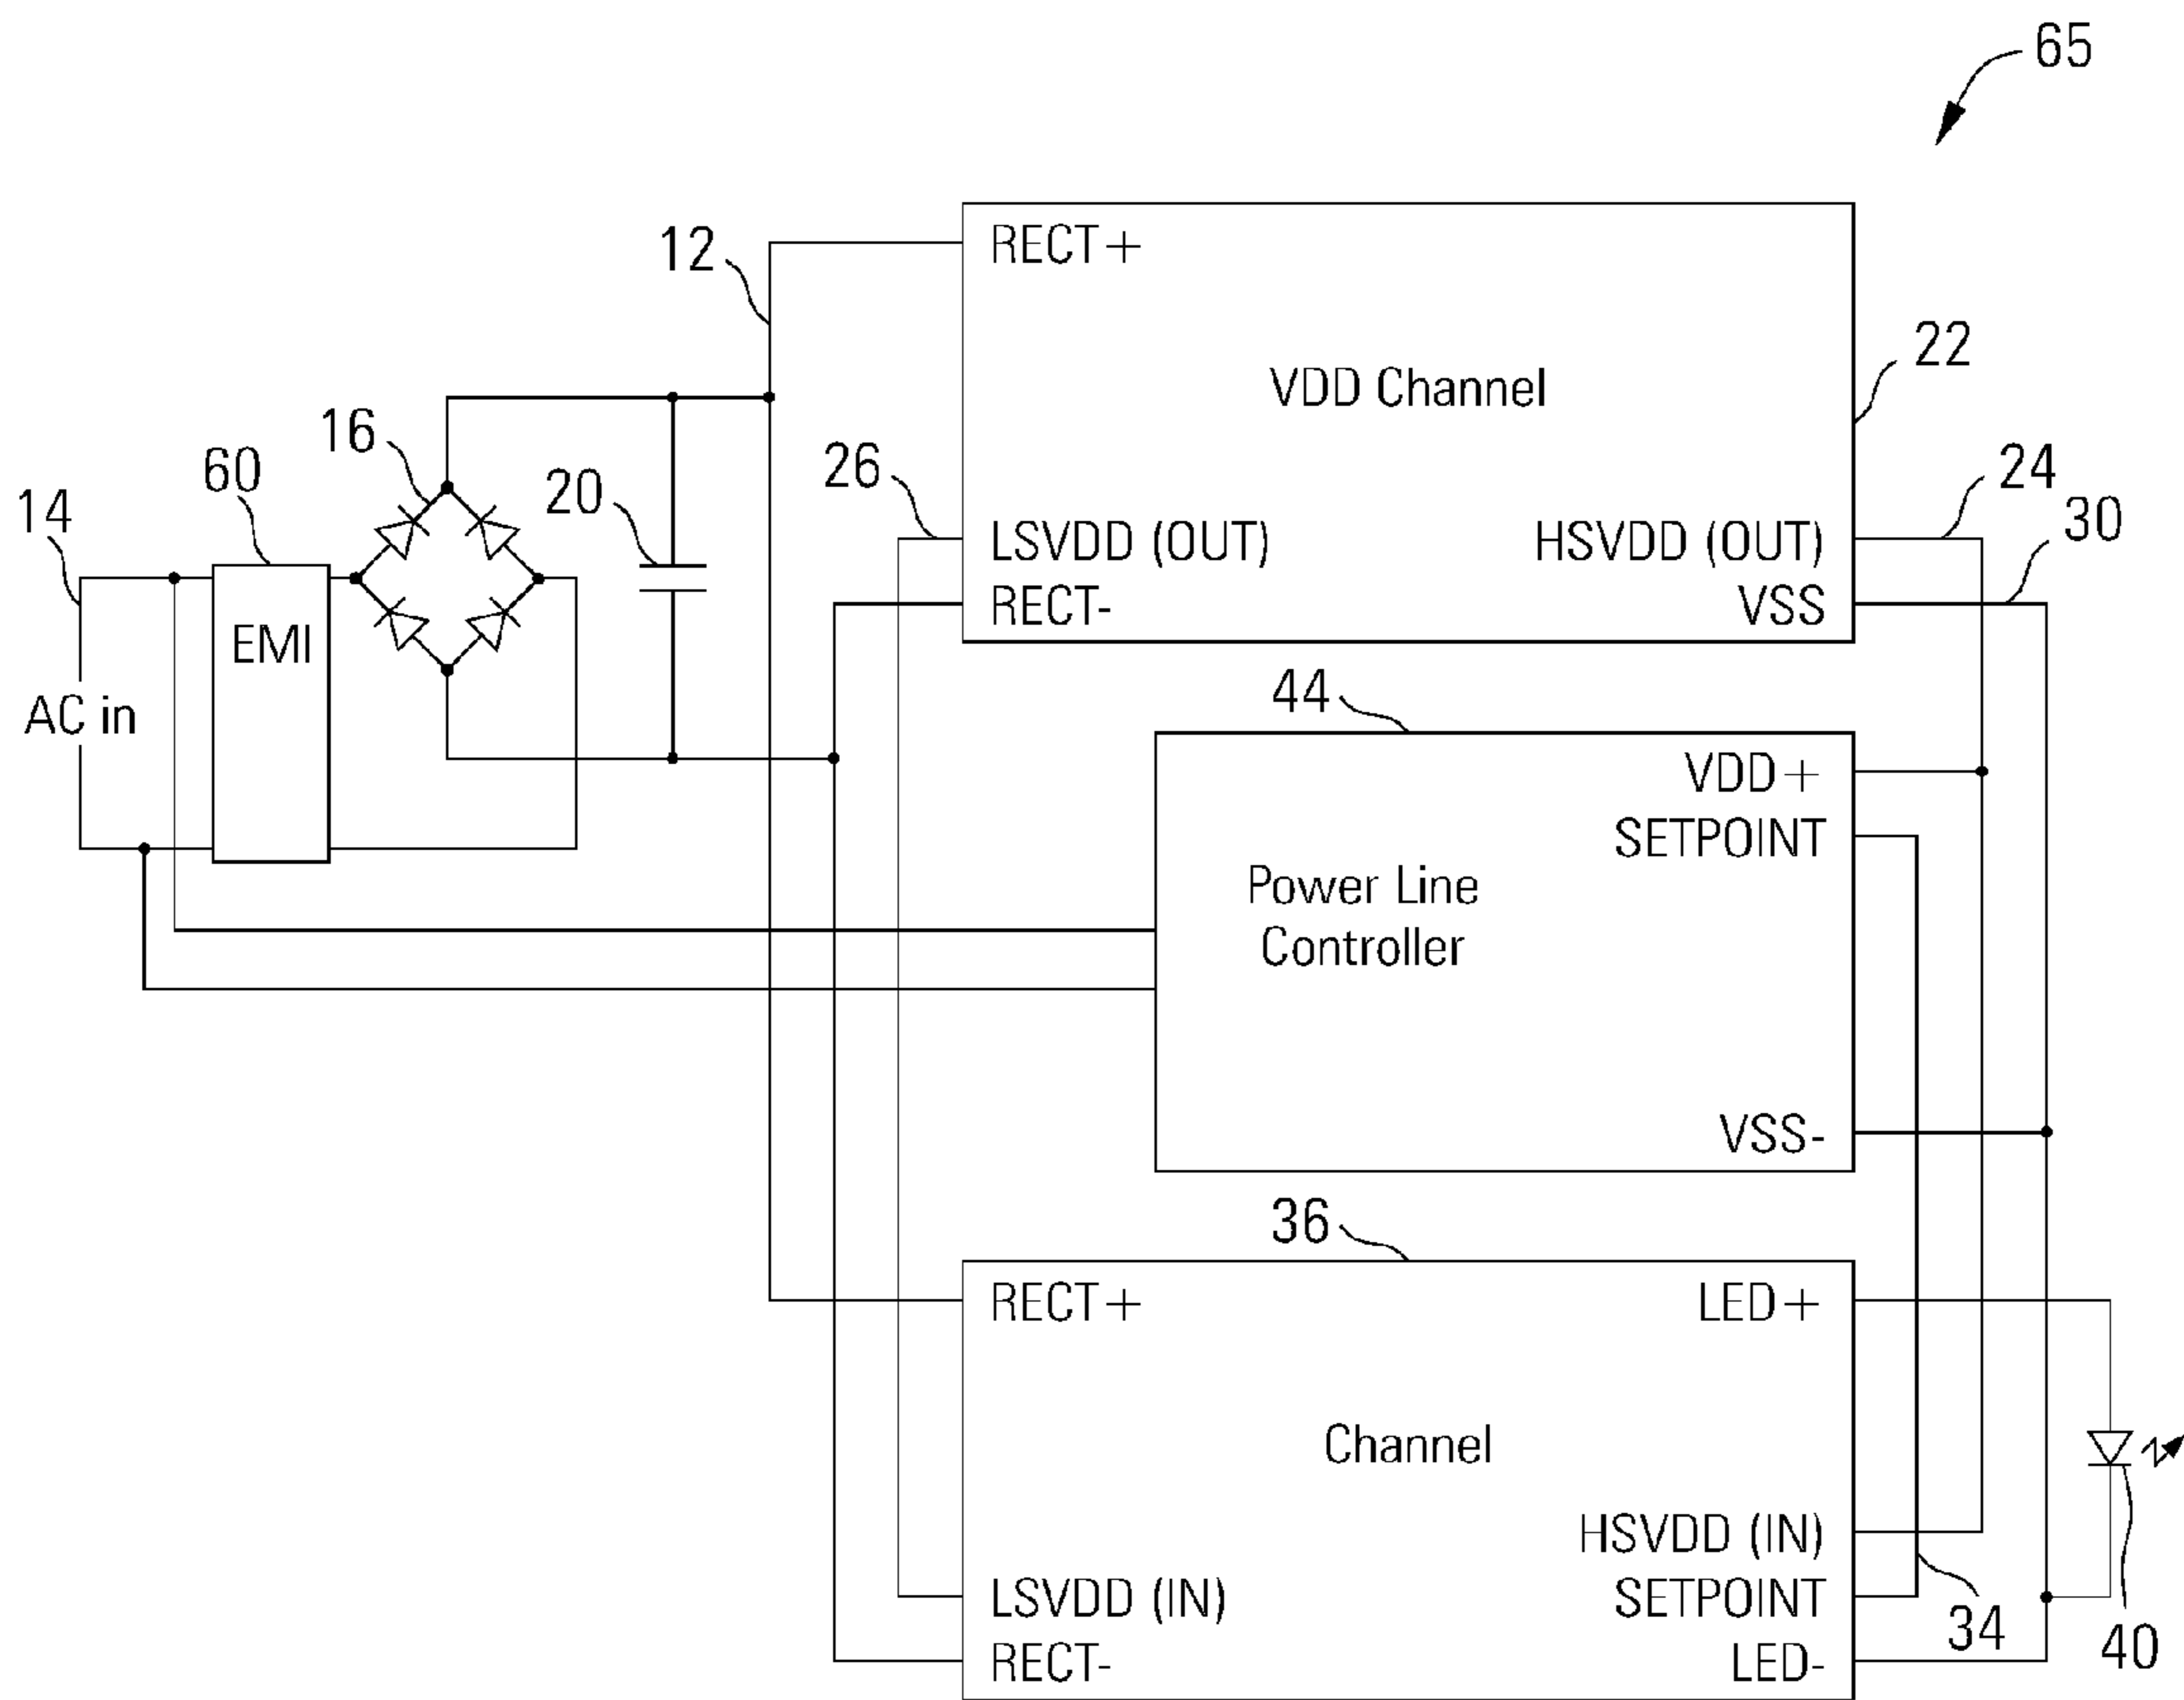 65
12
RECT+
22
VDD Channel
16
60
20
26
24
14
30
LSVDD (OUT)
HSVDD (OUT)
RECT-
VSS
EMI
44
AC in
VDD+
SETPOINT
Power Line
Controller
VSS-
36
RECT+
LED+
Channel
HSVDD (IN)
LSVDD (IN)
SETPOINT
34
40
RECT-
LED-